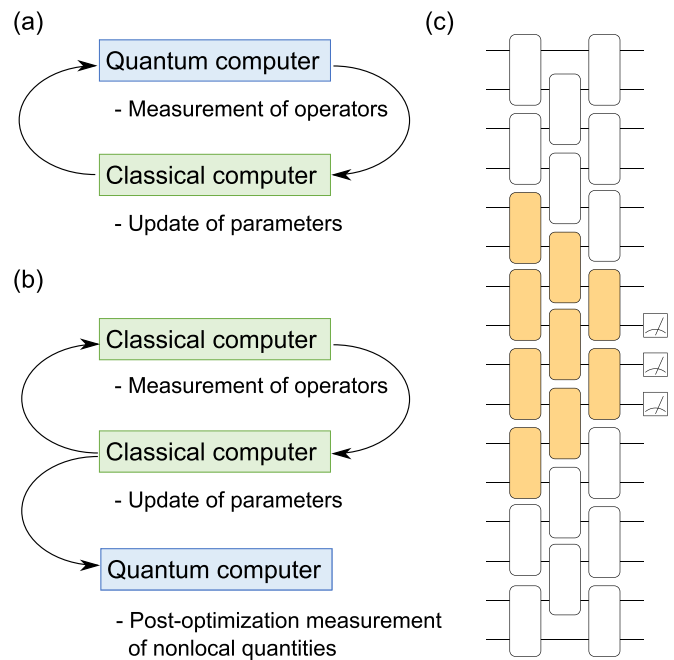 (a)
Quantum computer
- Measurement of operators
Classical computer
- Update of parameters
(b)
Classical computer
- Measurement of operators
Classical computer
- Update of parameters
Quantum computer
- Post-optimization measurement
of nonlocal quantities
(c)